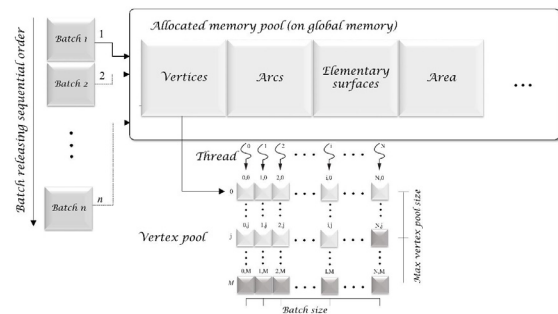 Allocated memory pool (on global memory)
Batch releasing sequential order
Batch 1
1
Batch 2
2
Batch n
n
Vertices
Arcs
Elementary
surfaces
Area
Thread
0
1
2
i
N
0,0
1,0
2,0
i,0
N,0
0
Vertex pool
j
0,j
1,j
2,j
i,j
N,j
M
0,M
1,M
2,M
I,M
N,M
Batch size
Max vertex pool size